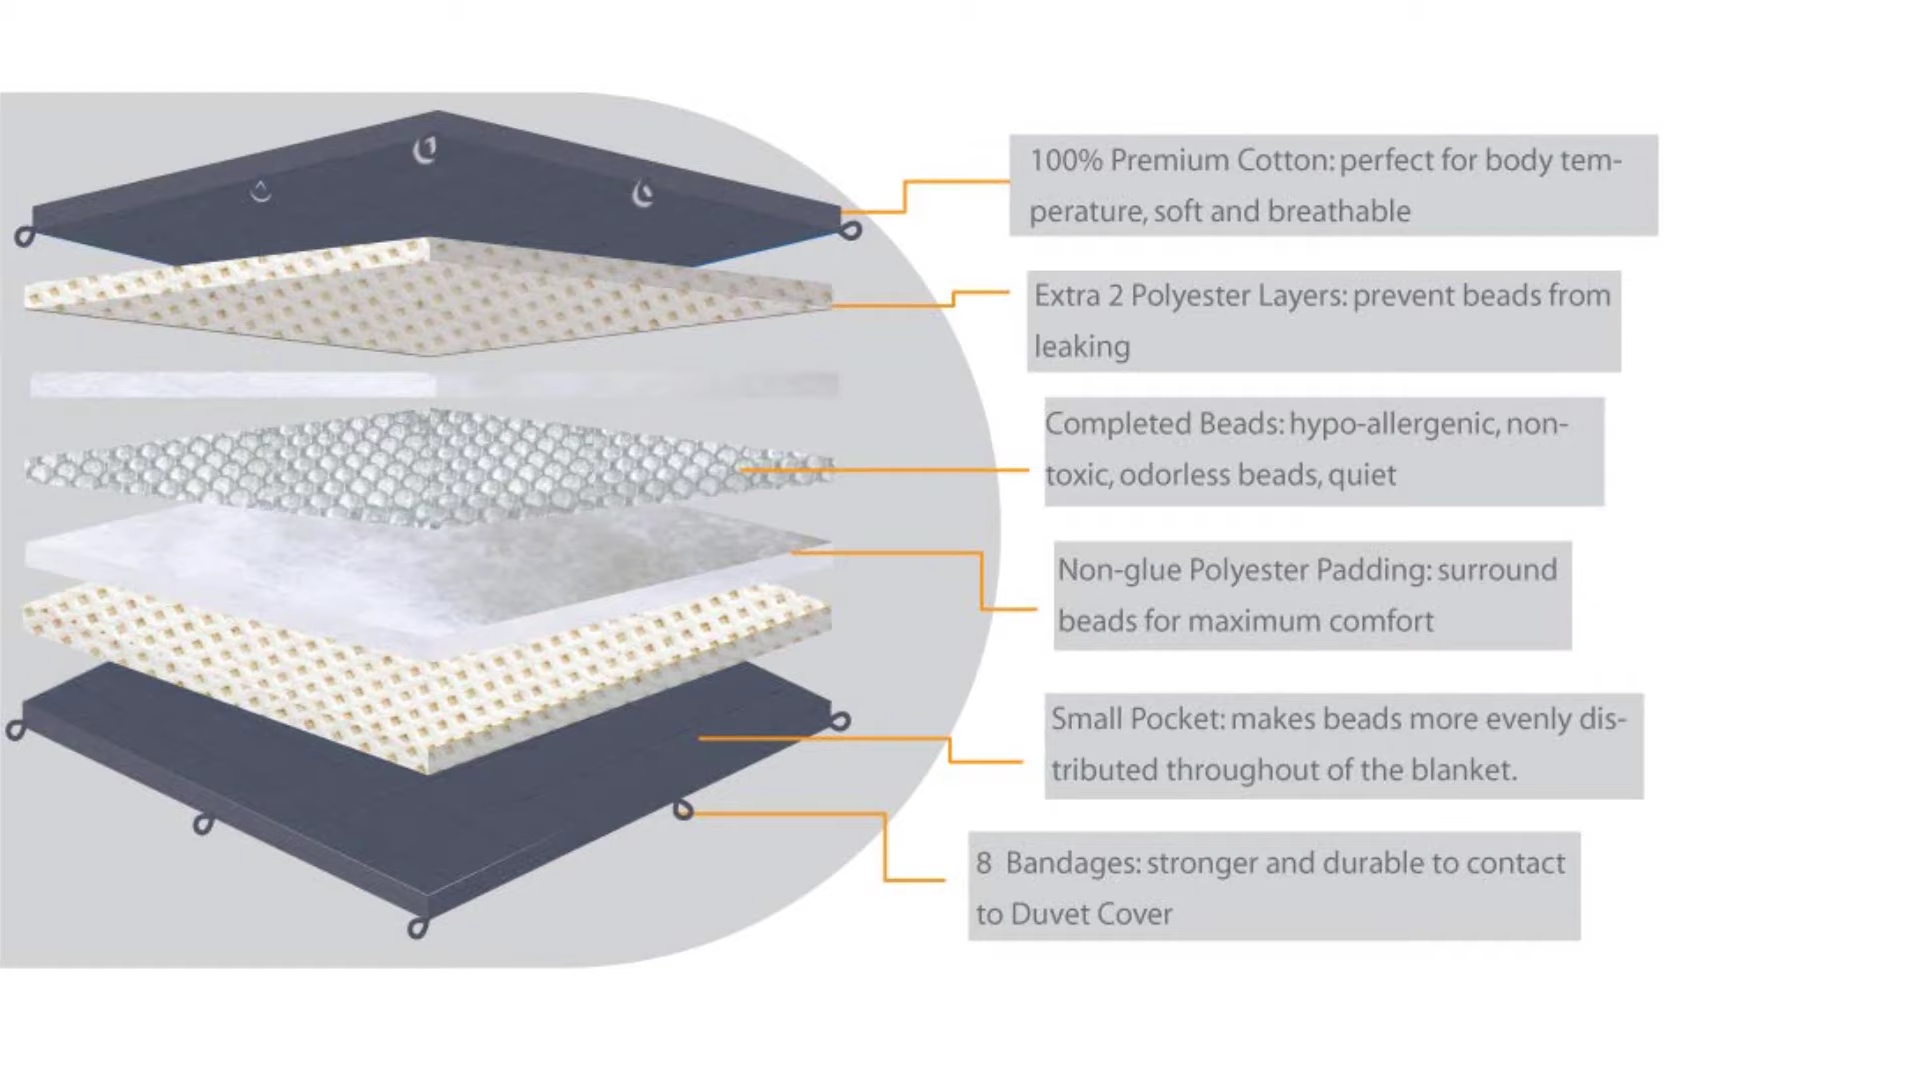 100% Premium Cotton: perfect for body tem-
perature, soft and breathable
Extra 2 Polyester Layers: prevent beads from
leaking
Completed Beads: hypo-allergenic, non-
toxic, odorless beads, quiet
Non-glue Polyester Padding: surround
beads for maximum comfort
Small Pocket: makes beads more evenly dis-
tributed throughout of the blanket.
8 Bandages: stronger and durable to contact
to Duvet Cover